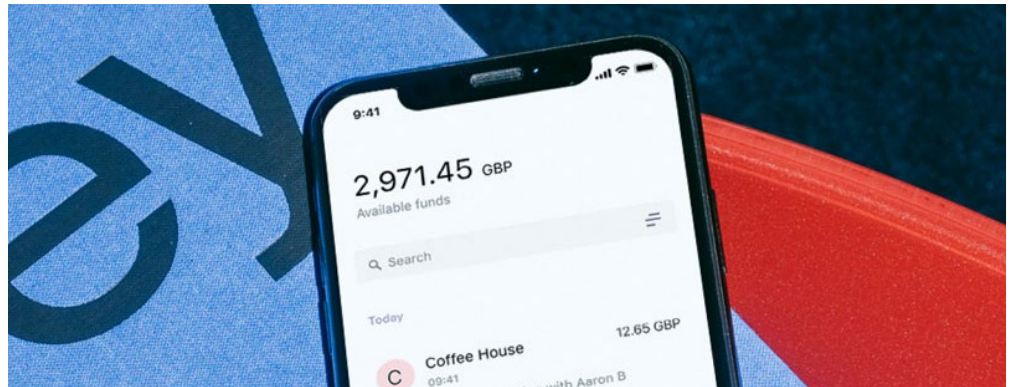 ey
9:41
2,971.45 GBP
Available funds
Search
Today
Coffee House 12.65 GBP
09:41
with Aaron B